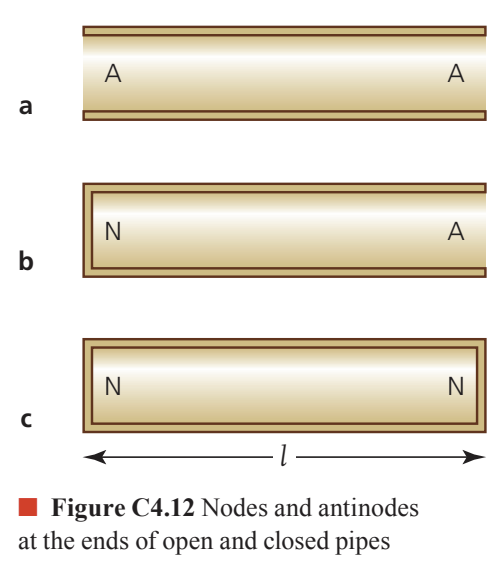 A A
a
N A
b
N N
c
l
■ Figure C4.12 Nodes and antinodes
at the ends of open and closed pipes